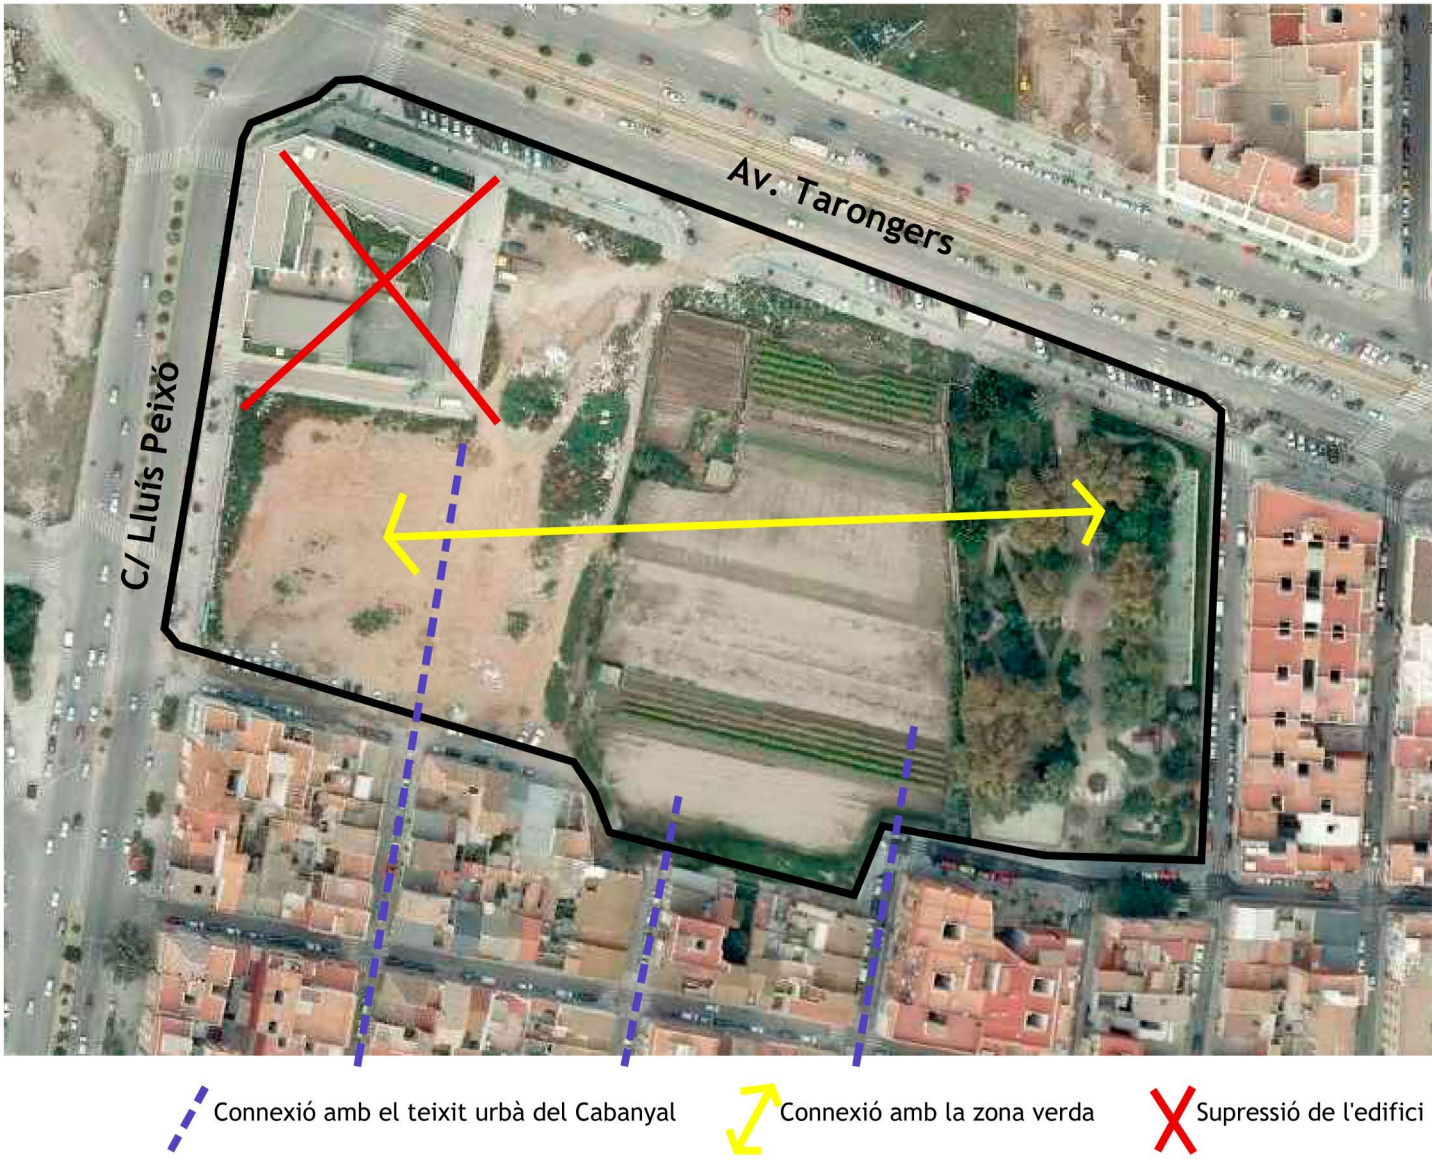 Av. Tarongers
C/ Lluís Peixó
Connexió amb el teixit urbà del Cabanyal
Connexió amb la zona verda
Supressió de l'edifici